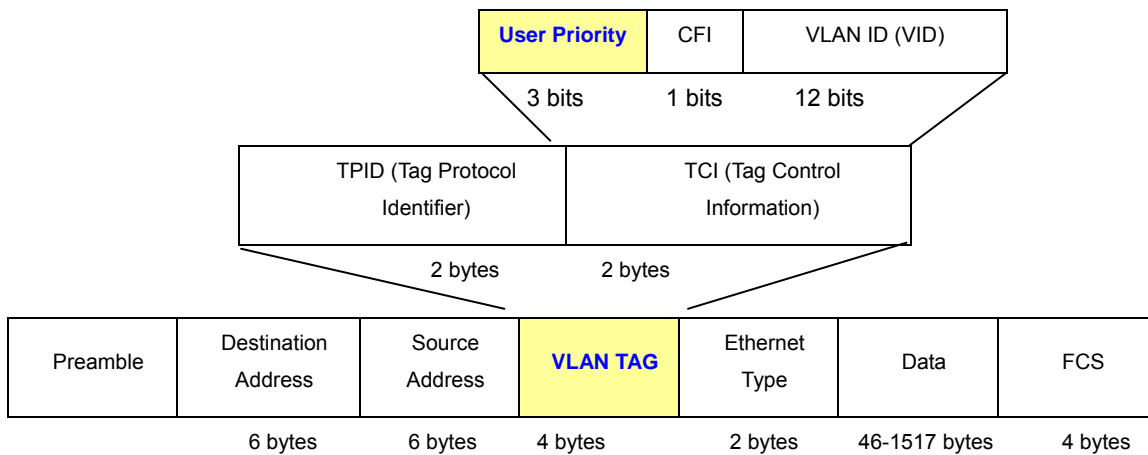 User Priority CFI VLAN ID (VID)
3 bits 1 bits 12 bits
TPID (Tag Protocol
Identifier)
TCI (Tag Control
Information)
2 bytes 2 bytes
Preamble
Destination
Address
Source
Address
VLAN TAG
Ethernet
Type
Data
FCS
6 bytes 6 bytes 4 bytes 2 bytes 46-1517 bytes 4 bytes